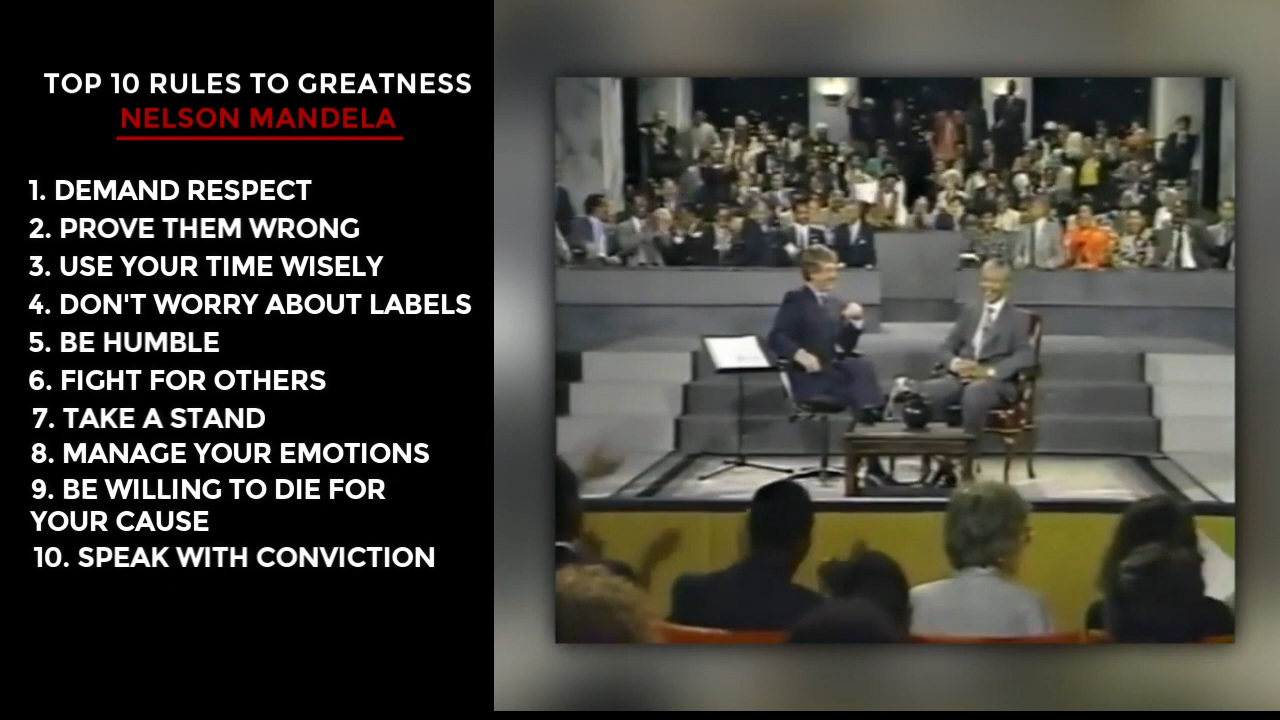 TOP 10 RULES TO GREATNESS
NELSON MANDELA
1. DEMAND RESPECT
2. PROVE THEM WRONG
3. USE YOUR TIME WISELY
4. DON'T WORRY ABOUT LABELS
5. BE HUMBLE
6. FIGHT FOR OTHERS
7. TAKE A STAND
8. MANAGE YOUR EMOTIONS
9. BE WILLING TO DIE FOR
YOUR CAUSE
10. SPEAK WITH CONVICTION